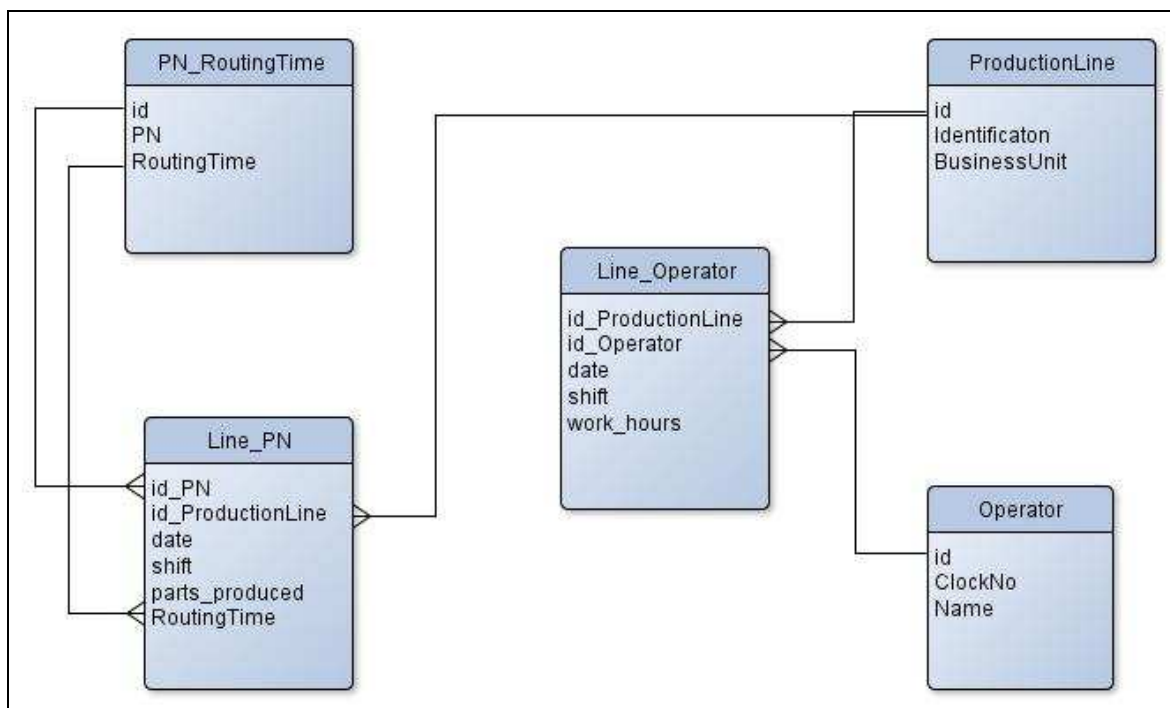 PN_RoutingTime
id
PN
RoutingTime
ProductionLine
id
Identificaton
BusinessUnit
Line_Operator
id_ProductionLine
id_Operator
date
shift
work_hours
Line_PN
id_PN
id_ProductionLine
date
shift
parts_produced
RoutingTime
Operator
id
ClockNo
Name